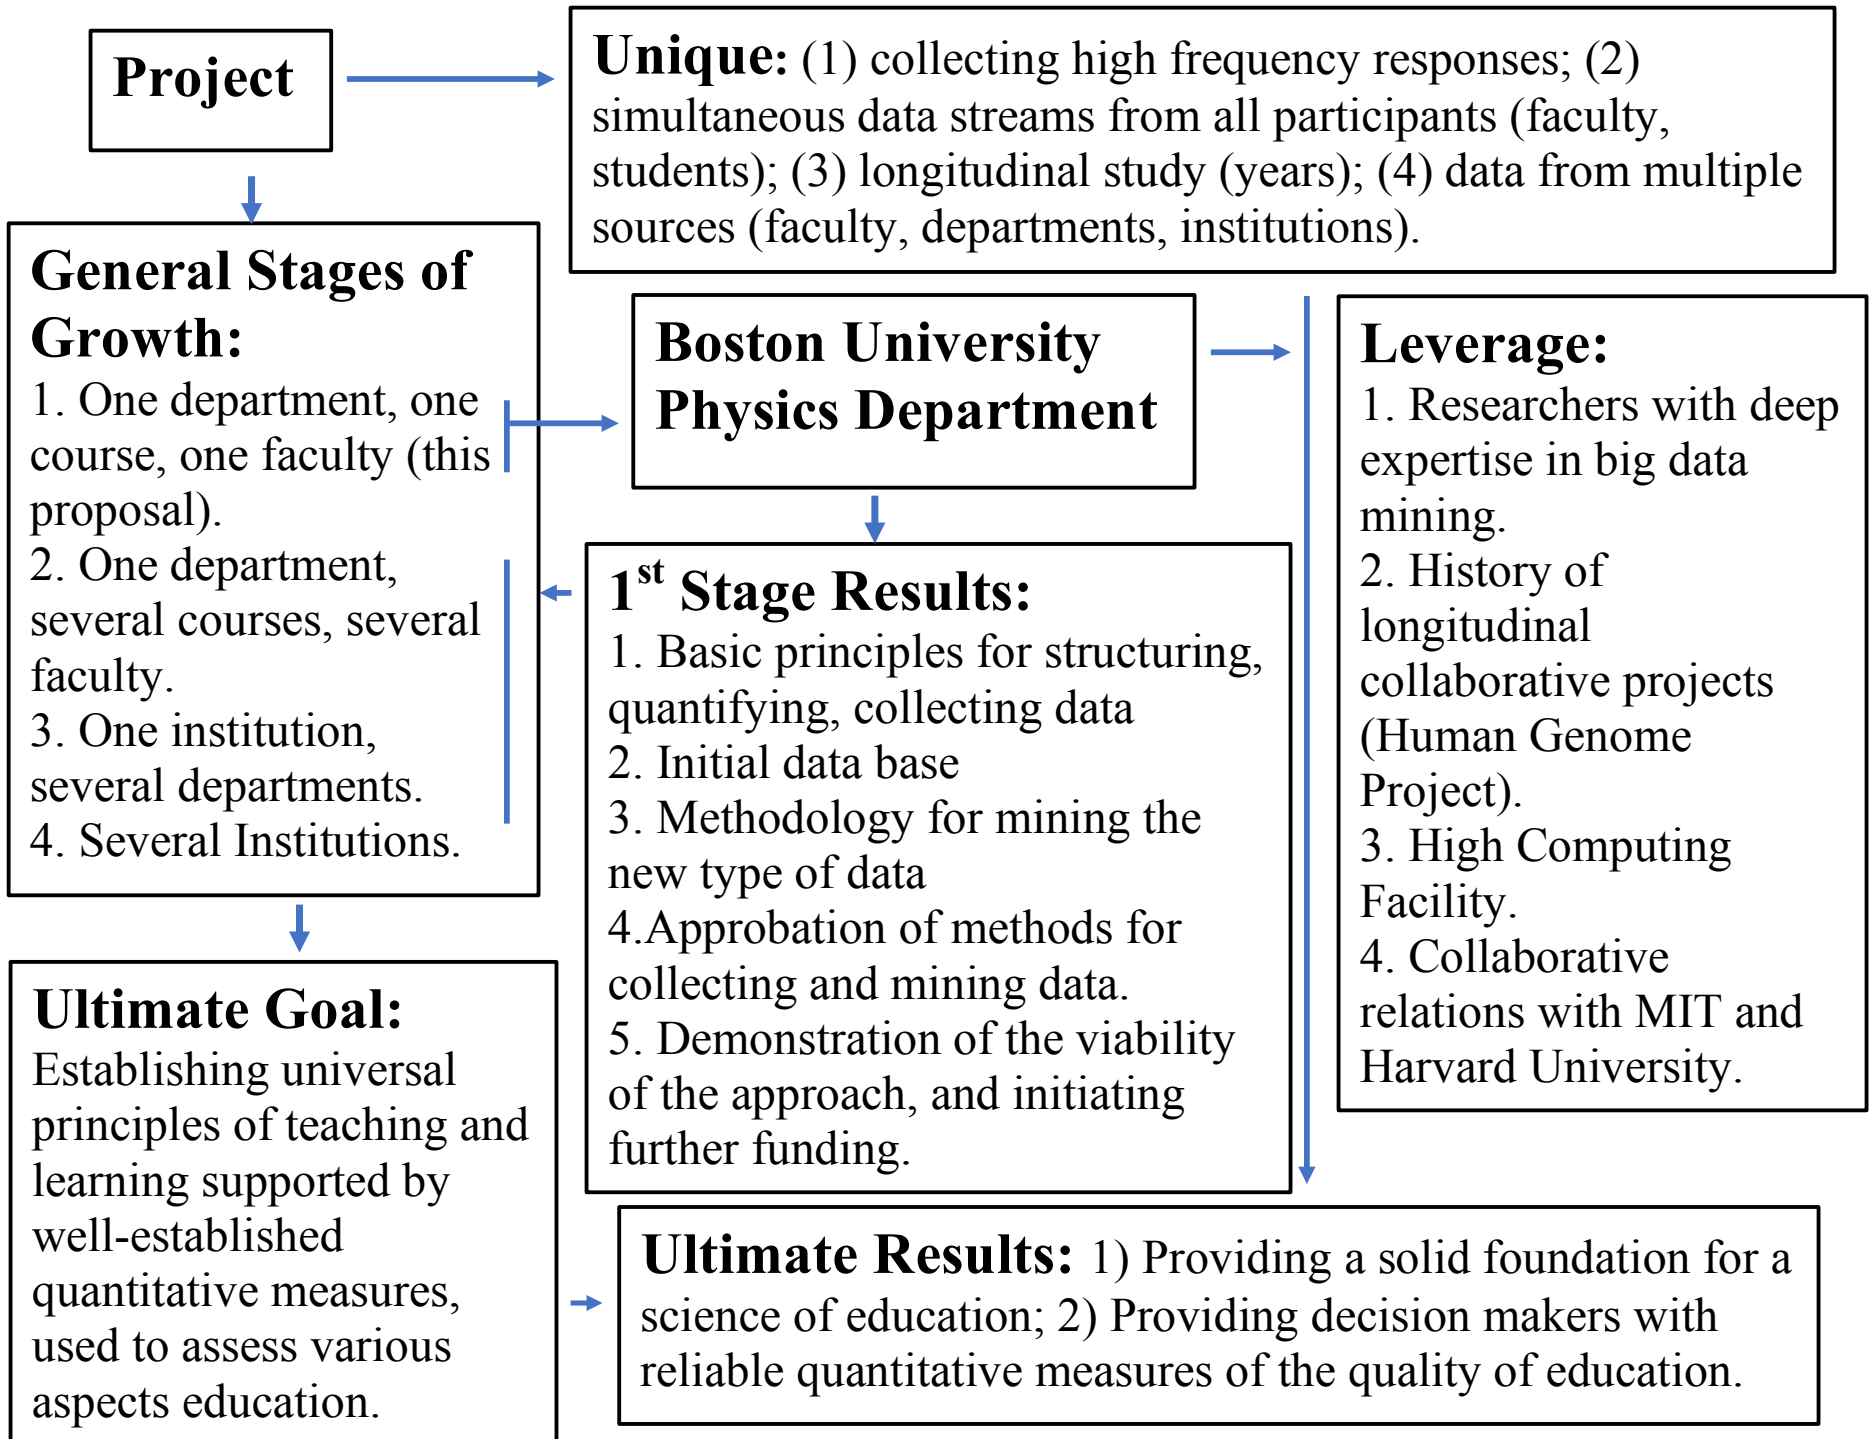 Project
Unique: (1) collecting high frequency responses; (2)
simultaneous data streams from all participants (faculty,
students); (3) longitudinal study (years); (4) data from multiple
sources (faculty, departments, institutions).
General Stages of
Growth:
1. One department, one
course, one faculty (this
proposal).
2. One department,
several courses, several
faculty.
3. One institution,
several departments.
4. Several Institutions.
Boston University
Physics Department
Leverage:
1. Researchers with deep
expertise in big data
mining.
2. History of
longitudinal
collaborative projects
(Human Genome
Project).
3. High Computing
Facility.
4. Collaborative
relations with MIT and
Harvard University.
1st Stage Results:
1. Basic principles for structuring,
quantifying, collecting data
2. Initial data base
3. Methodology for mining the
new type of data
4.Approbation of methods for
collecting and mining data.
5. Demonstration of the viability
of the approach, and initiating
further funding.
Ultimate Goal:
Establishing universal
principles of teaching and
learning supported by
well-established
quantitative measures,
used to assess various
aspects education.
Ultimate Results: 1) Providing a solid foundation for a
science of education; 2) Providing decision makers with
reliable quantitative measures of the quality of education.